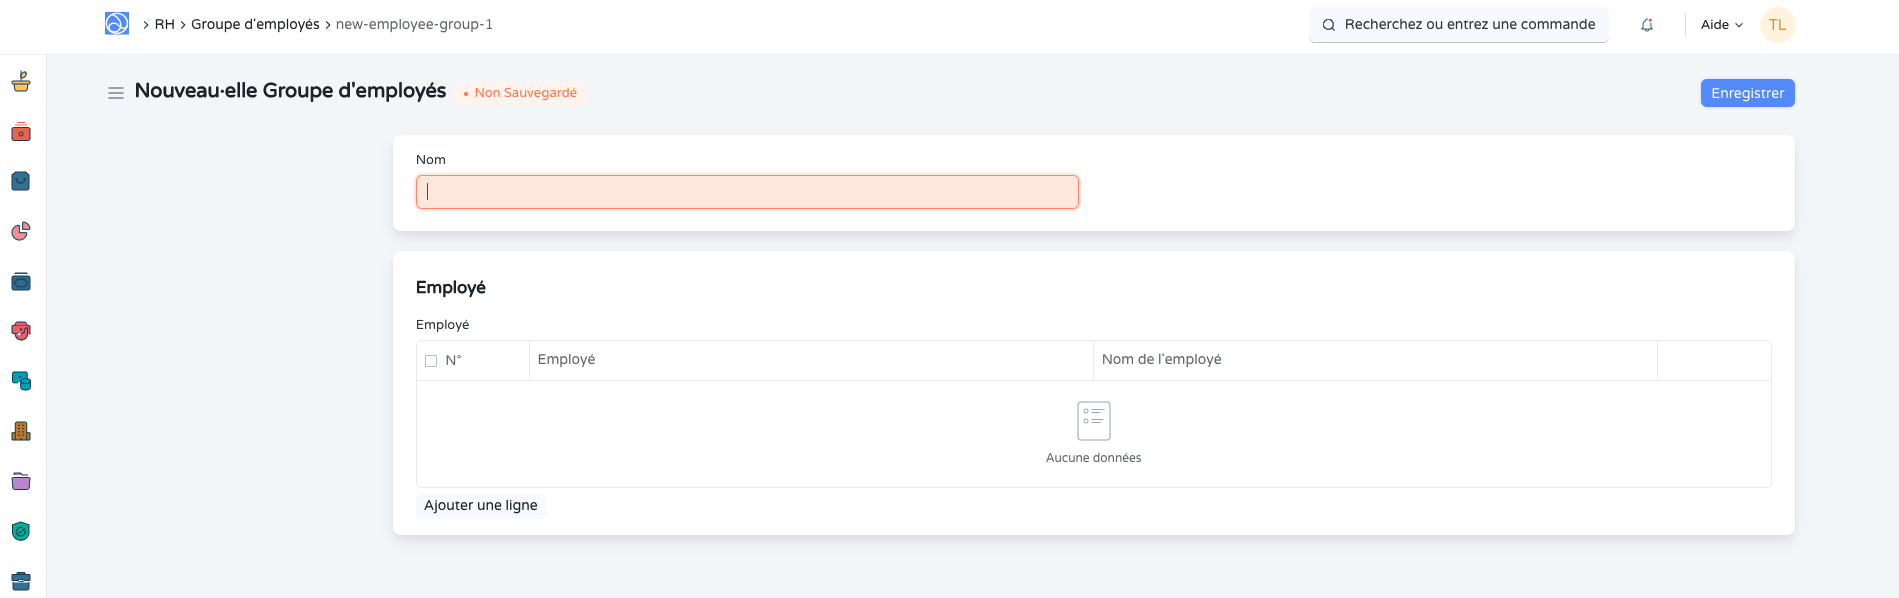 RH > Groupe d'employés > new-employee-group-1
Recherchez ou entrez une commande
Aide
TL
Nouveau·elle Groupe d'employés
• Non Sauvegardé
Enregistrer
Nom
Employé
Employé
N°
Employé
Nom de l'employé
Aucune données
Ajouter une ligne